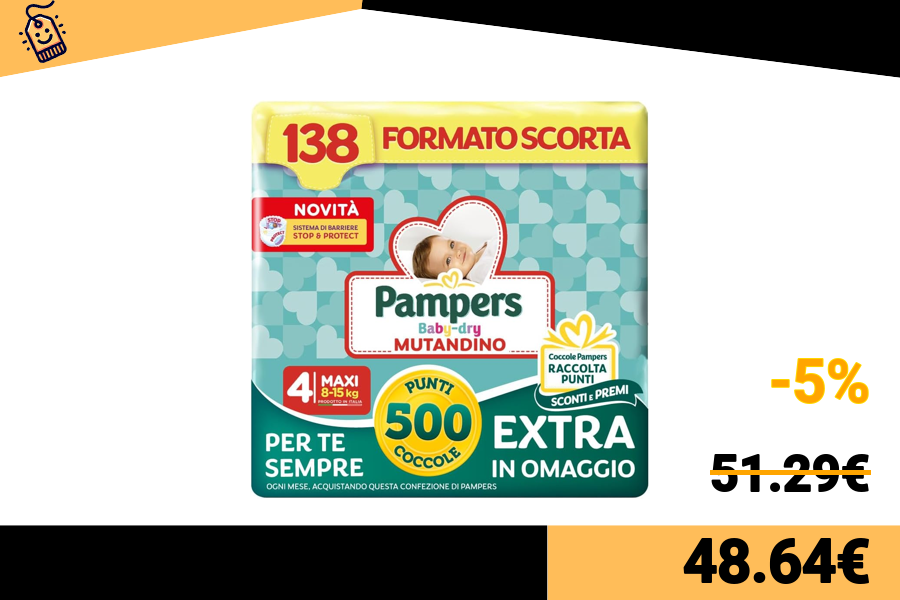 138 FORMATO SCORTA
NOVITÀ
SISTEMA DI BARRIERE
STOP & PROTECT
Pampers
Baby-dry
MUTANDINO
Coccole Pampers
RACCOLTA
PUNTI
SCONTI E PREMI
4 MAXI
8-15 kg
PRODOTTO IN ITALIA
PUNTI
500
COCCOLE
PER TE
SEMPRE
EXTRA
IN OMAGGIO
OGNI MESE, ACQUISTANDO QUESTA CONFEZIONE DI PAMPERS
-5%
51.29€
48.64€